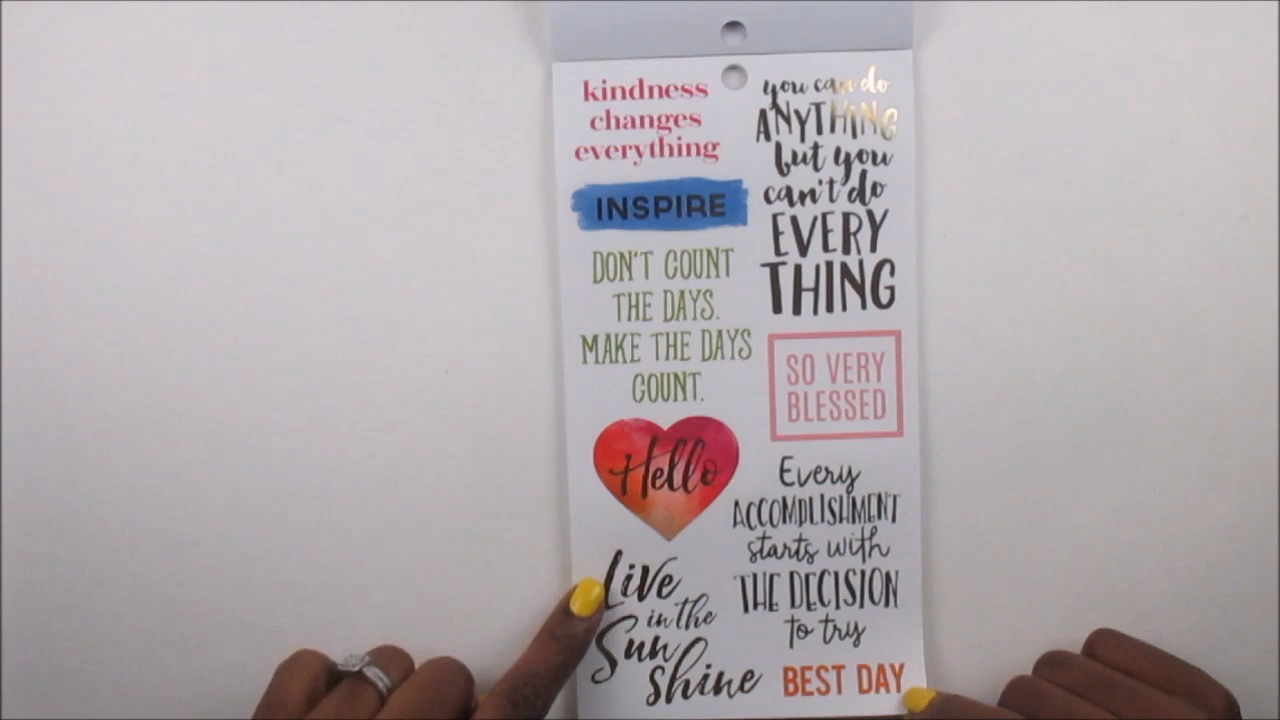 kindness
changes
everything
INSPIRE
DON'T COUNT
THE DAYS.
MAKE THE DAYS
COUNT.
Hello
Live
in the
Sun
shine
you can do
ANYTHING
but you
can't do
EVERY
THING
SO VERY
BLESSED
Every
ACCOMPLISHMENT
starts with
THE DECISION
to try
BEST DAY